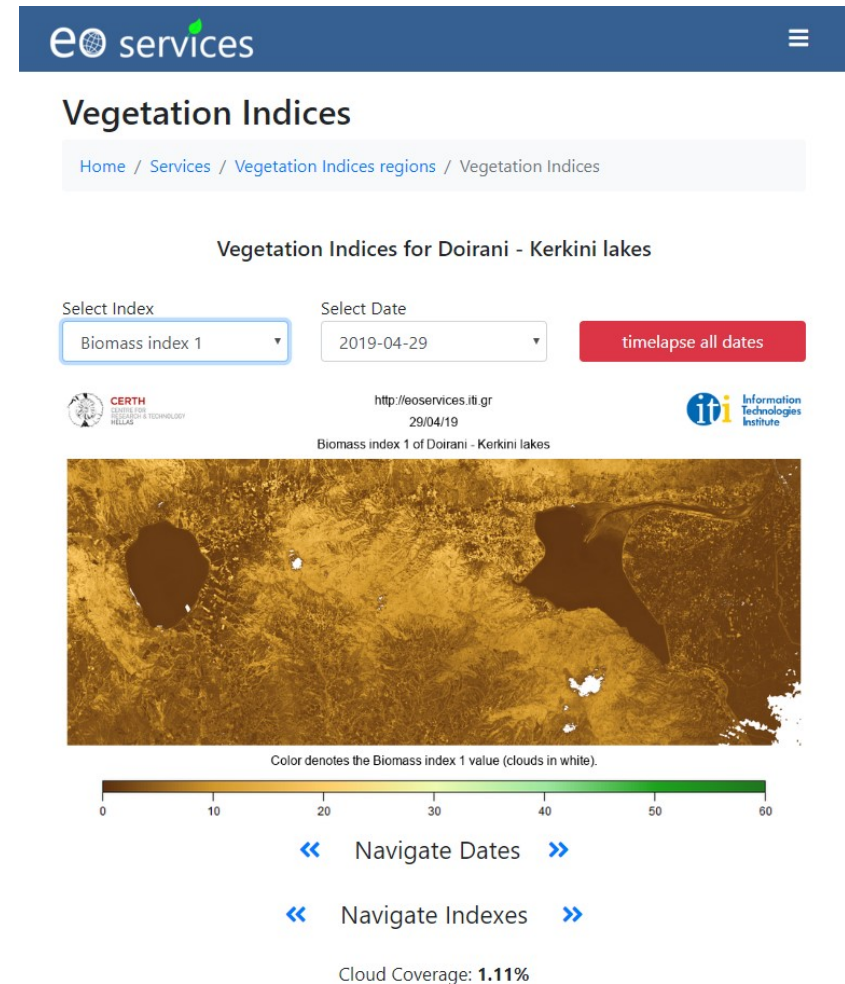 eo services
Vegetation Indices
Home / Services / Vegetation Indices regions / Vegetation Indices
Vegetation Indices for Doirani - Kerkini lakes
Select Index
Select Date
Biomass index 1
2019-04-29
timelapse all dates
CERTH
CENTRE FOR
RESEARCH & TECHNOLOGY
HELLAS
http://eoservices.iti.gr
29/04/19
Biomass index 1 of Doirani - Kerkini lakes
iti
Information
Technologies
Institute
Color denotes the Biomass index 1 value (clouds in white).
0 10 20 30 40 50 60
« Navigate Dates »
« Navigate Indexes »
Cloud Coverage: 1.11%